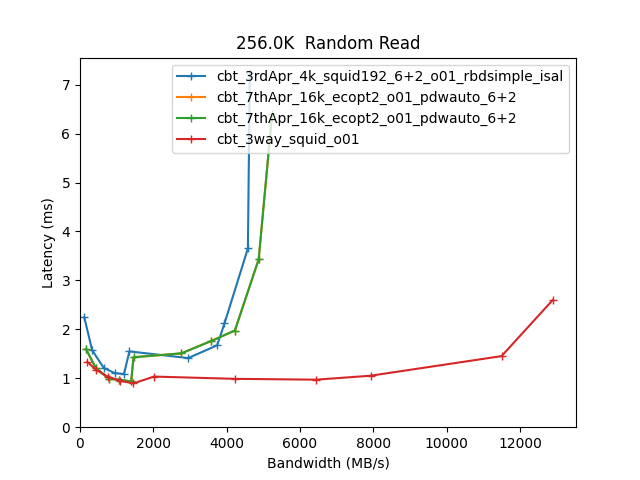 256.0K  Random Read
cbt_3rdApr_4k_squid192_6+2_o01_rbdsimple_isal
cbt_7thApr_16k_ecopt2_o01_pdwauto_6+2
cbt_7thApr_16k_ecopt2_o01_pdwauto_6+2
cbt_3way_squid_o01
7
6
5
4
3
2
1
0
Latency (ms)
0 2000 4000 6000 8000 10000 12000
Bandwidth (MB/s)